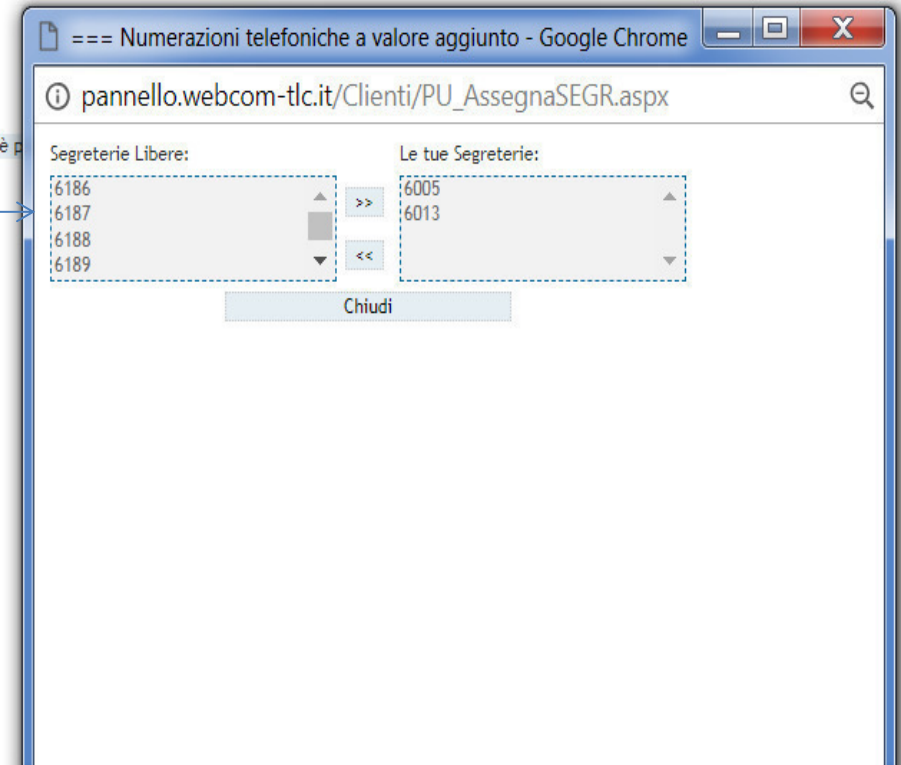 === Numerazioni telefoniche a valore aggiunto - Google Chrome
pannello.webcom-tlc.it/Clienti/PU_AssegnaSEGR.aspx
è p
Segreterie Libere:
Le tue Segreterie:
6186
6187
6188
6189
>>
<<
6005
6013
Chiudi